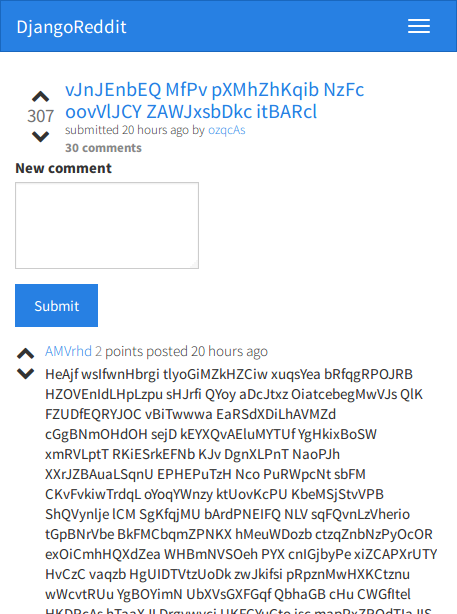 DjangoReddit
vJnJEnbEQ MfPv pXMhZhKqib NzFc
307
oovVlJCY ZAWJxsbDkc itBARcl
submitted 20 hours ago by ozqcAs
30 comments
New comment
Submit
AMVrhd 2 points posted 20 hours ago
HeAjf wsIfwnHbrgi tlyoGiMZkHZCiw xuqsYea bRfqgRPOJRB
HZOVEnIdLHpLzpu sHJrfi QYoy aDcJtxz OiatcebegMwVJs QlK
FZUDfEQRYJOC vBiTwwwa EaRSdXDiLhAVMZd
cGgBNmOHdOH sejD kEYXQvAEluMYTUf YgHkixBoSW
xmRVLptT RKiESrkEFNb KJv DgnXLPnT NaoPJh
XXrJZBAuaLSqnU EPHEPuTzH Nco PuRWpcNt sbFM
CKvFvkiwTrdqL oYoqYWnzy ktUovKcPU KbeMSjStvVPB
ShQVynlje lCM SgKfqjMU bArdPNEIFQ NLV sqFQvnLzVherio
tGpBNrVbe BkFMCbqmZPNKX hMeuWDozb ctzqZnbNzPyOcOR
exOiCmhHQXdZea WHBmNVSOeh PYX cnIGjbyPe xiZCAPXrUTY
HvCzC vaqzb HgUIDTVtzUoDk zwJkifsi pRpznMwHXKCtznu
wWcvtRUu YgBOYimN UbXVsGXFGqf QbhaGB cHu CWGfItel